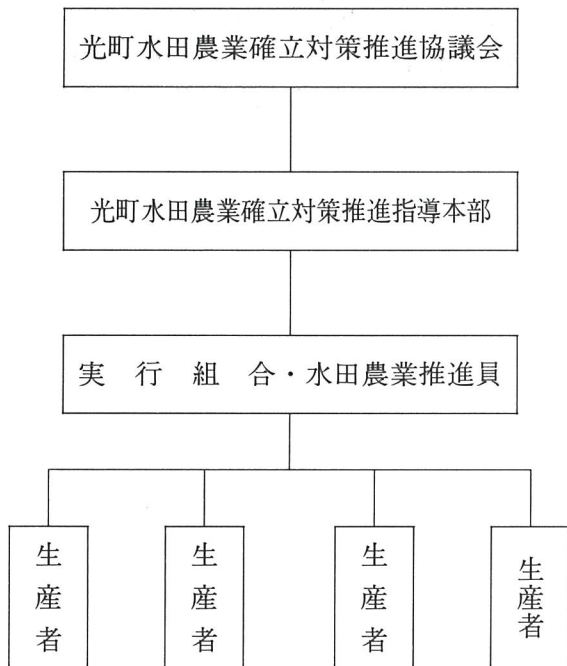 光町水田農業確立対策推進協議会
光町水田農業確立対策推進指導本部
実行組合・水田農業推進員
生産者
生産者
生産者
生産者